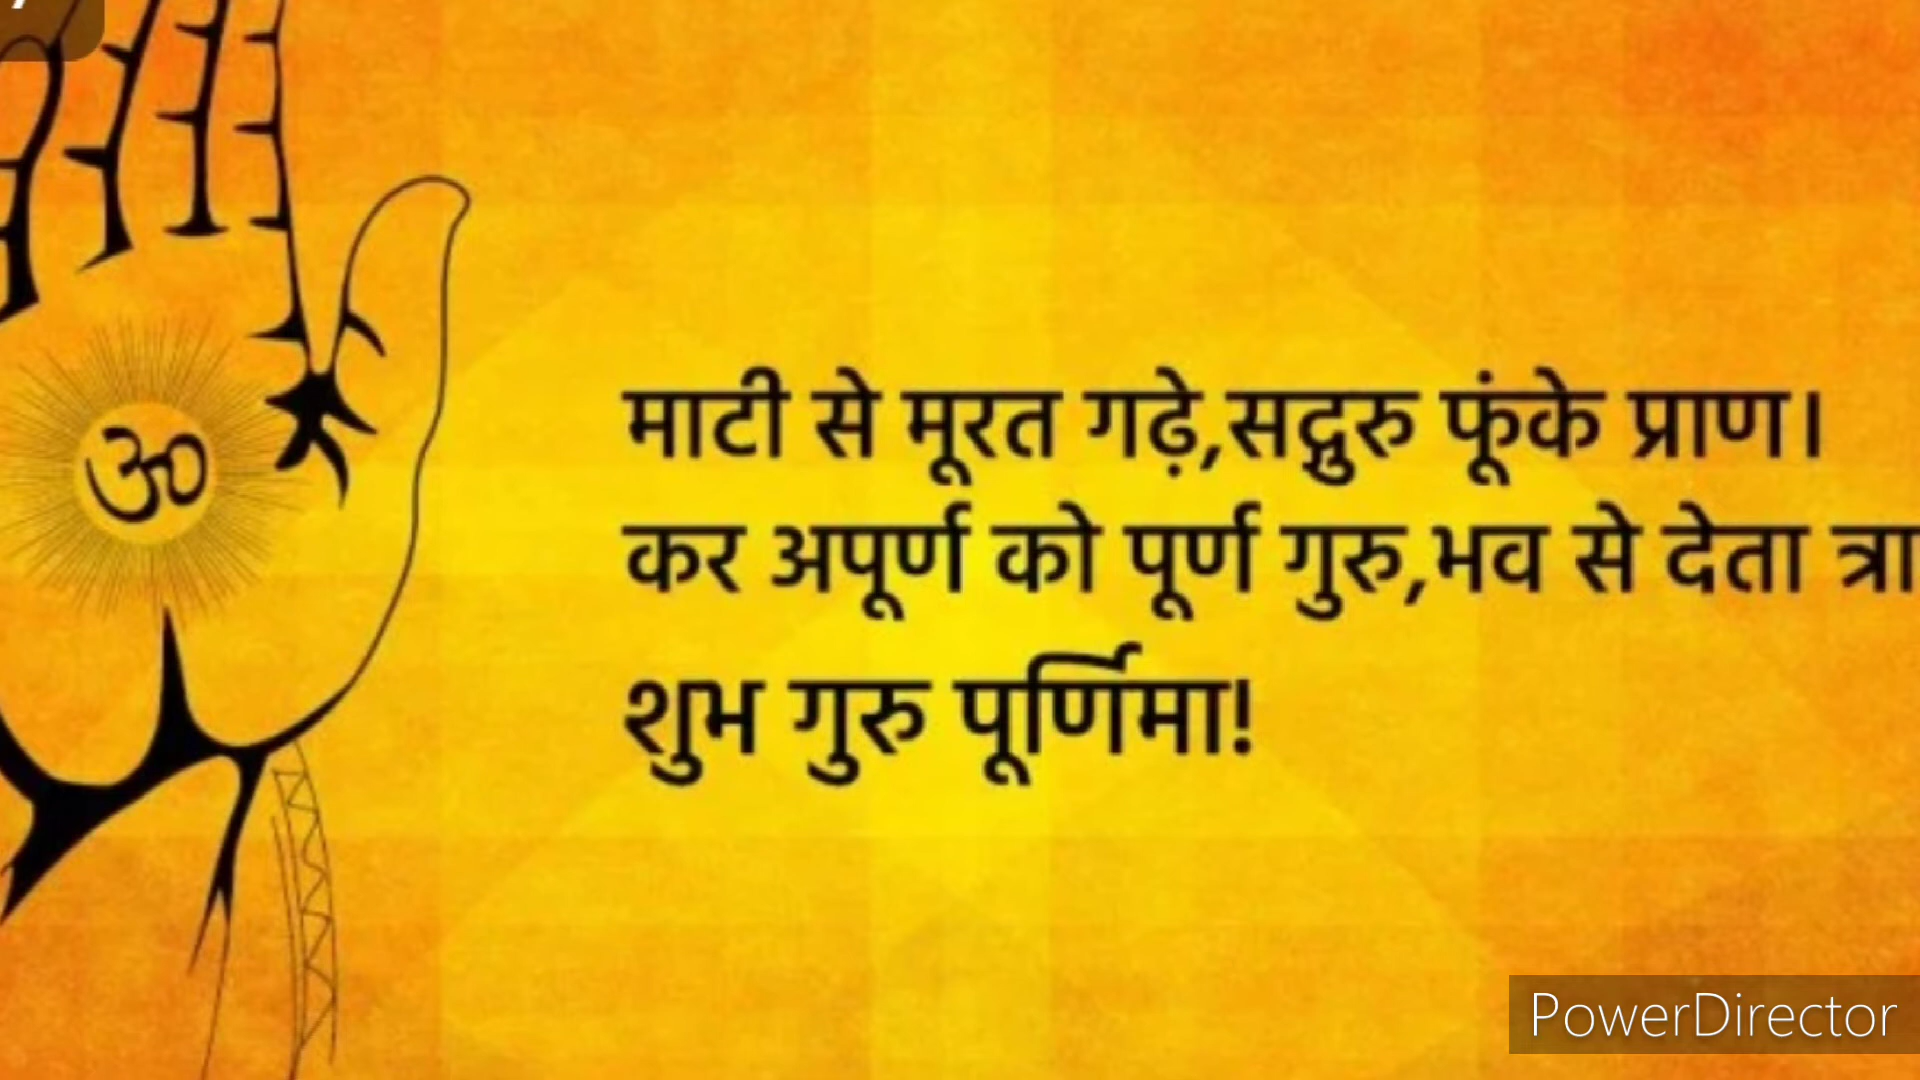 माटी से मूरत गढ़े,सद्गुरु फूंके प्राण।
कर अपूर्ण को पूर्ण गुरु,भव से देता
शुभ गुरु पूर्णिमा!
ॐ
PowerDirector